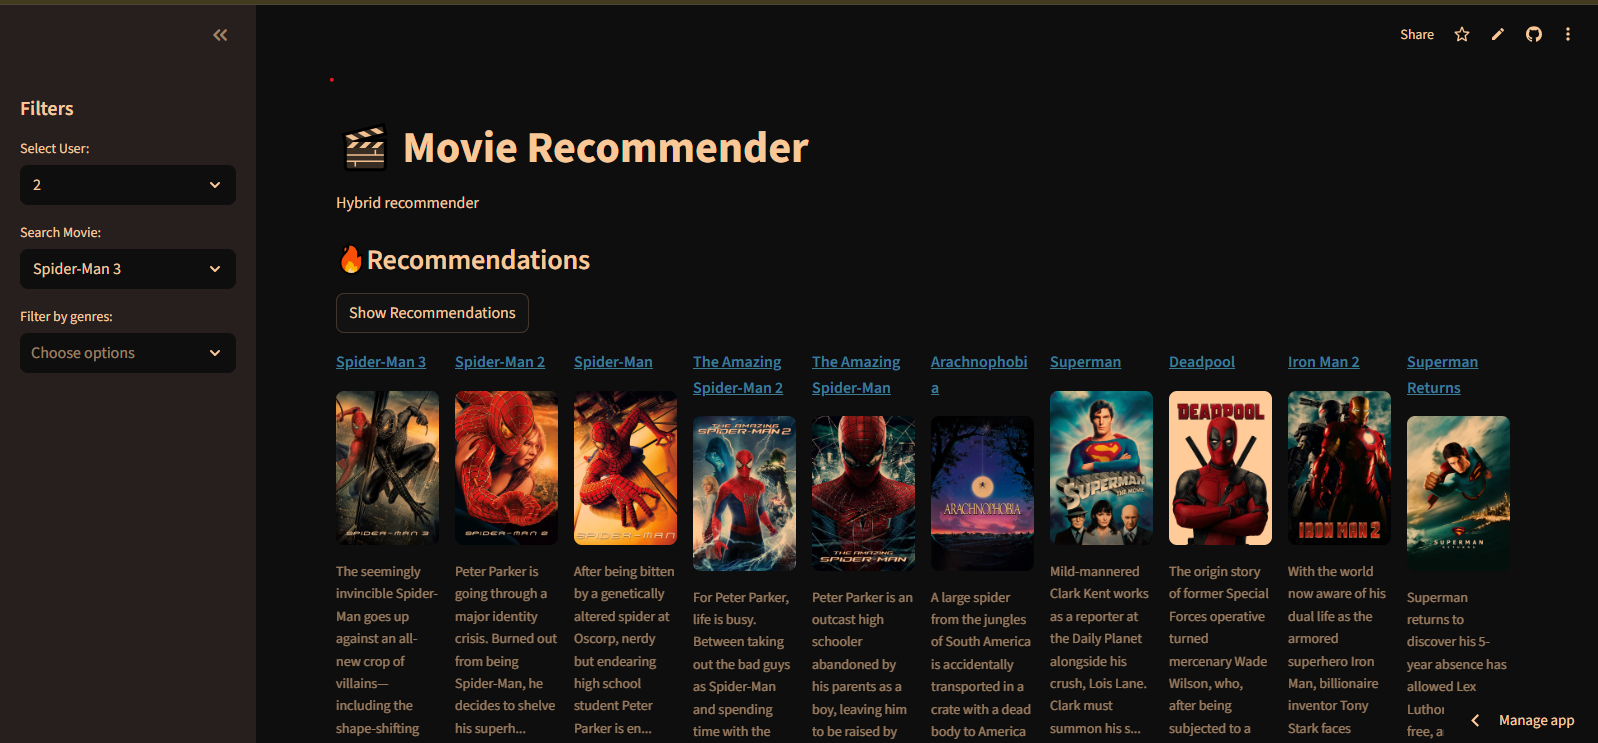 Share
Filters
Select User:
2
Search Movie:
Spider-Man 3
Filter by genres:
Choose options
Movie Recommender
Hybrid recommender
Recommendations
Show Recommendations
Spider-Man 3
SPIDER-MAN 3
The seemingly
invincible Spider-
Man goes up
against an all-
new crop of
villains—
including the
shape-shifting
Spider-Man 2
SPIDER-MAN 2
Peter Parker is
going through a
major identity
crisis. Burned out
from being
Spider-Man, he
decides to shelve
his superh...
Spider-Man
SPIDER-MAN
After being bitten
by a genetically
altered spider at
Oscorp, nerdy
but endearing
high school
student Peter
Parker is en...
The Amazing
Spider-Man 2
THE AMAZING
SPIDER-MAN 2
For Peter Parker,
life is busy.
Between taking
out the bad guys
as Spider-Man
and spending
time with the
The Amazing
Spider-Man
THE AMAZING
SPIDER-MAN
Peter Parker is an
outcast high
schooler
abandoned by
his parents as a
boy, leaving him
to be raised by
Arachnophobi
a
ARACHNOPHOBIA
A large spider
from the jungles
of South America
is accidentally
transported in a
crate with a dead
body to America
Superman
SUPERMAN
THE MOVIE
Mild-mannered
Clark Kent works
as a reporter at
the Daily Planet
alongside his
crush, Lois Lane.
Clark must
summon his s...
Deadpool
DEADPOOL
The origin story
of former Special
Forces operative
turned
mercenary Wade
Wilson, who,
after being
subjected to a
Iron Man 2
IRON MAN 2
With the world
now aware of his
dual life as the
armored
superhero Iron
Man, billionaire
inventor Tony
Stark faces
Superman
Returns
SUPERMAN
RETURNS
Superman
returns to
discover his 5-
year absence has
allowed Lex
Luthor
free, a
Manage app